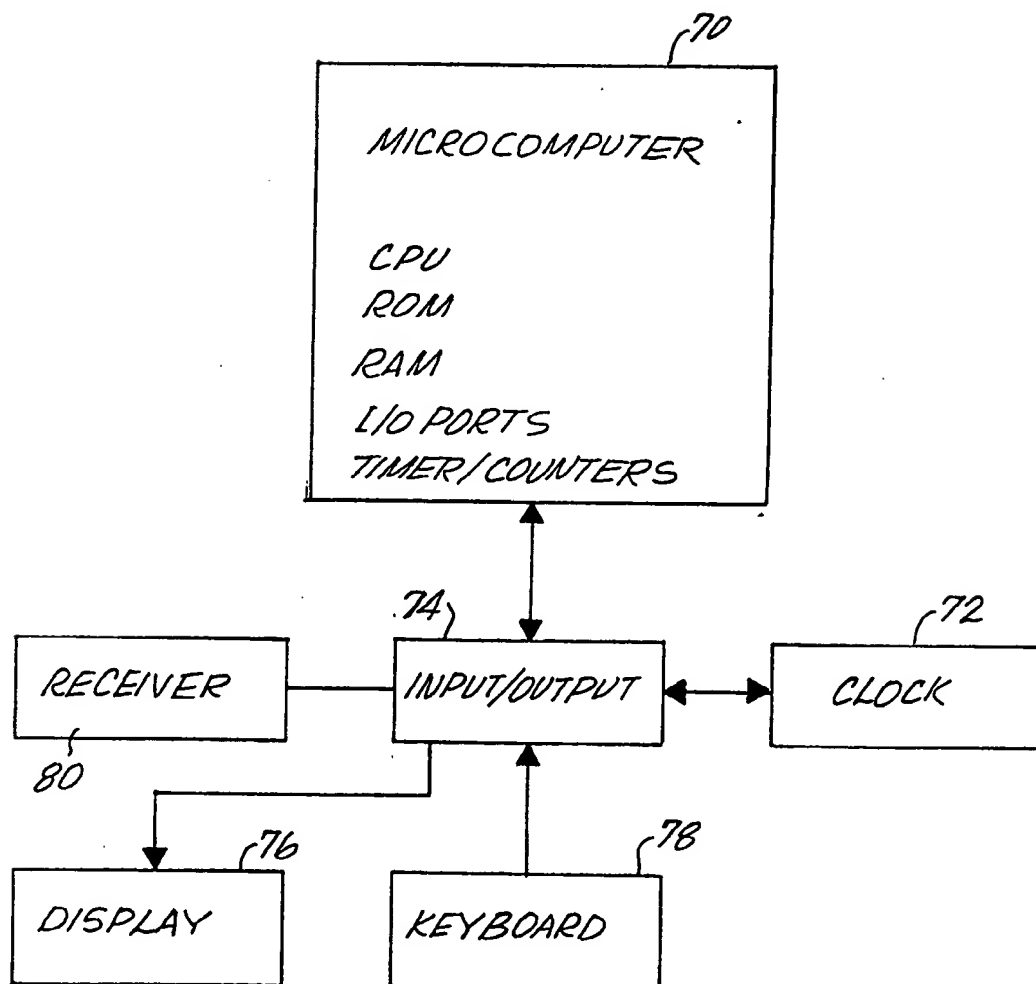 70
MICROCOMPUTER
CPU
ROM
RAM
I/O PORTS
TIMER/COUNTERS
74
72
RECEIVER
INPUT/OUTPUT
CLOCK
80
76
78
DISPLAY
KEYBOARD